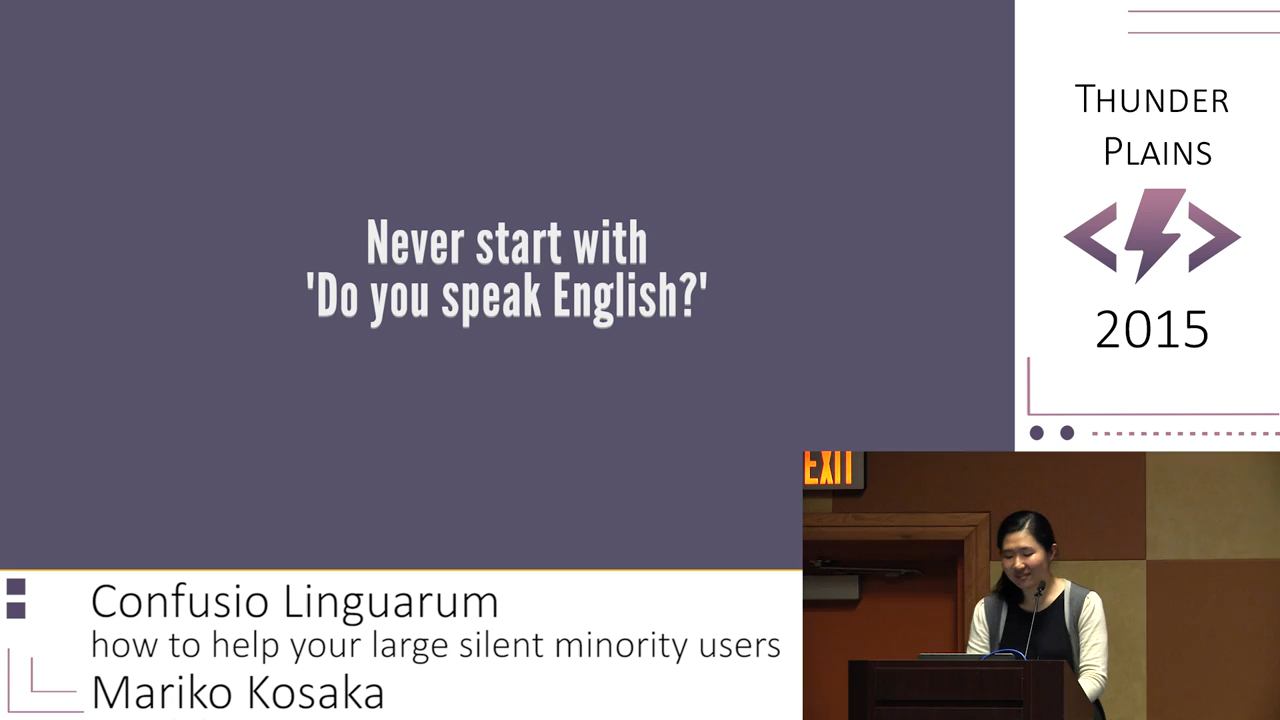 Never start with
'Do you speak English?'
THUNDER
PLAINS
2015
EXIT
Confusio Linguarum
how to help your large silent minority users
Mariko Kosaka